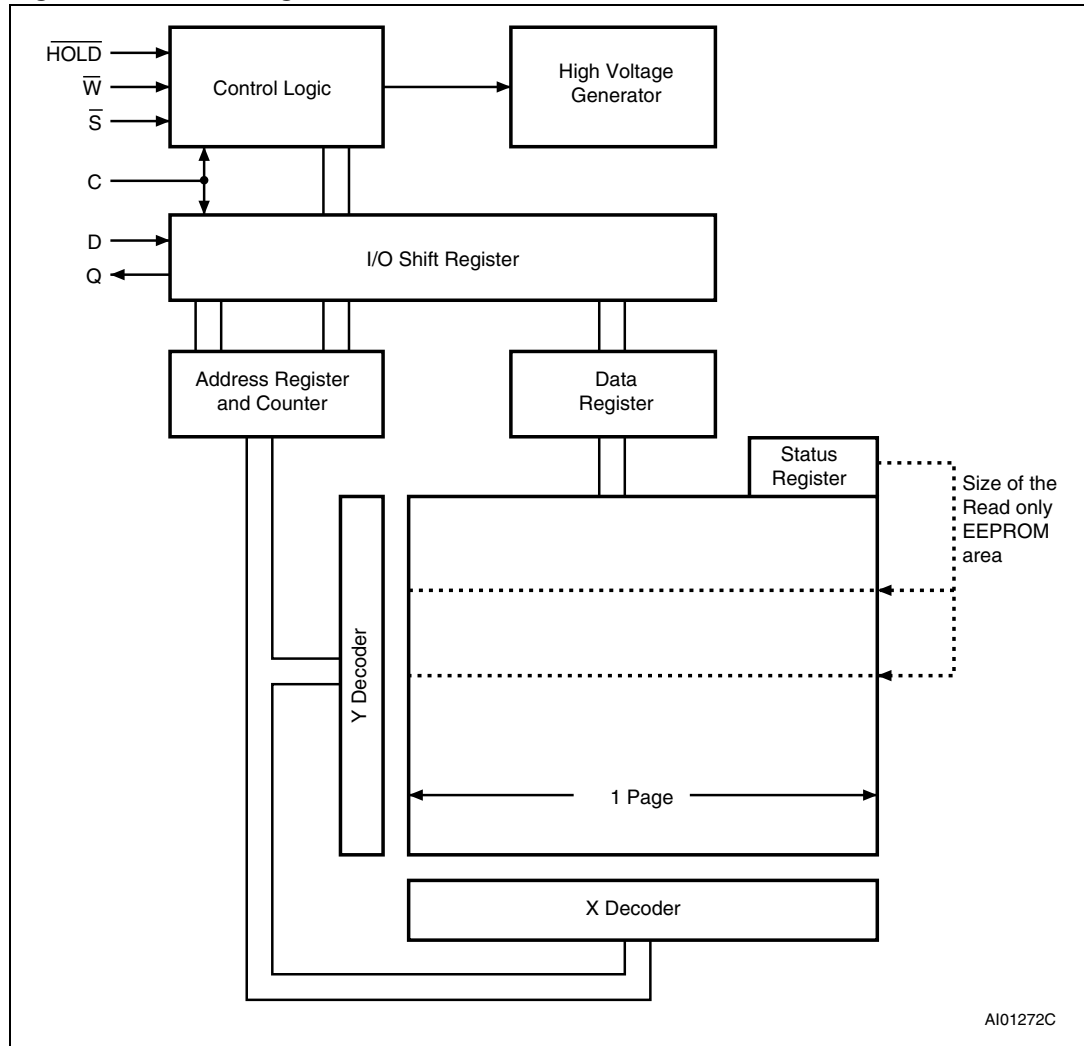 H̅O̅L̅D̅
W̅
S̅
C
D
Q
Control Logic
High Voltage
Generator
I/O Shift Register
Address Register
and Counter
Data
Register
Status
Register
Size of the
Read only
EEPROM
area
Y Decoder
1 Page
X Decoder
AI01272C